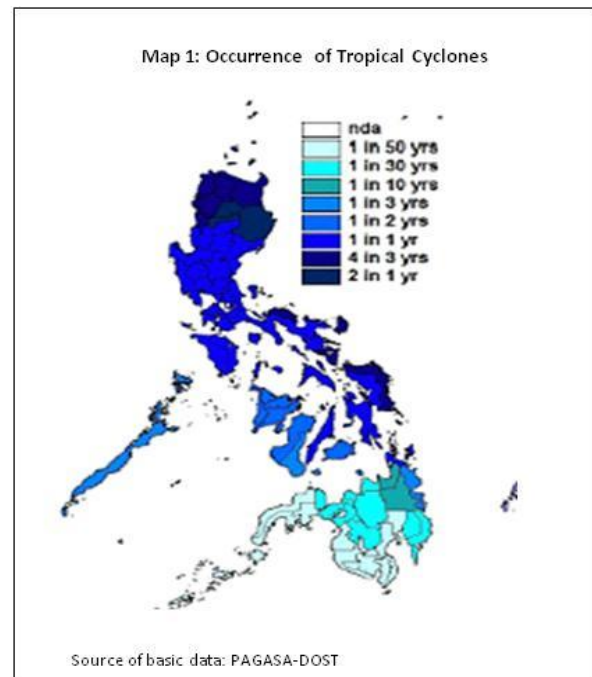 Map 1: Occurrence of Tropical Cyclones
nda
1 in 50 yrs
1 in 30 yrs
1 in 10 yrs
1 in 3 yrs
1 in 2 yrs
1 in 1 yr
4 in 3 yrs
2 in 1 yr
Source of basic data: PAGASA-DOST